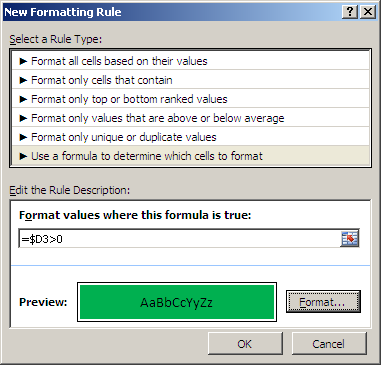 New Formatting Rule
Select a Rule Type:
► Format all cells based on their values
► Format only cells that contain
► Format only top or bottom ranked values
► Format only values that are above or below average
► Format only unique or duplicate values
► Use a formula to determine which cells to format
Edit the Rule Description:
Format values where this formula is true:
=$D3>0
Preview: AaBbCcYyZz Format...
OK Cancel